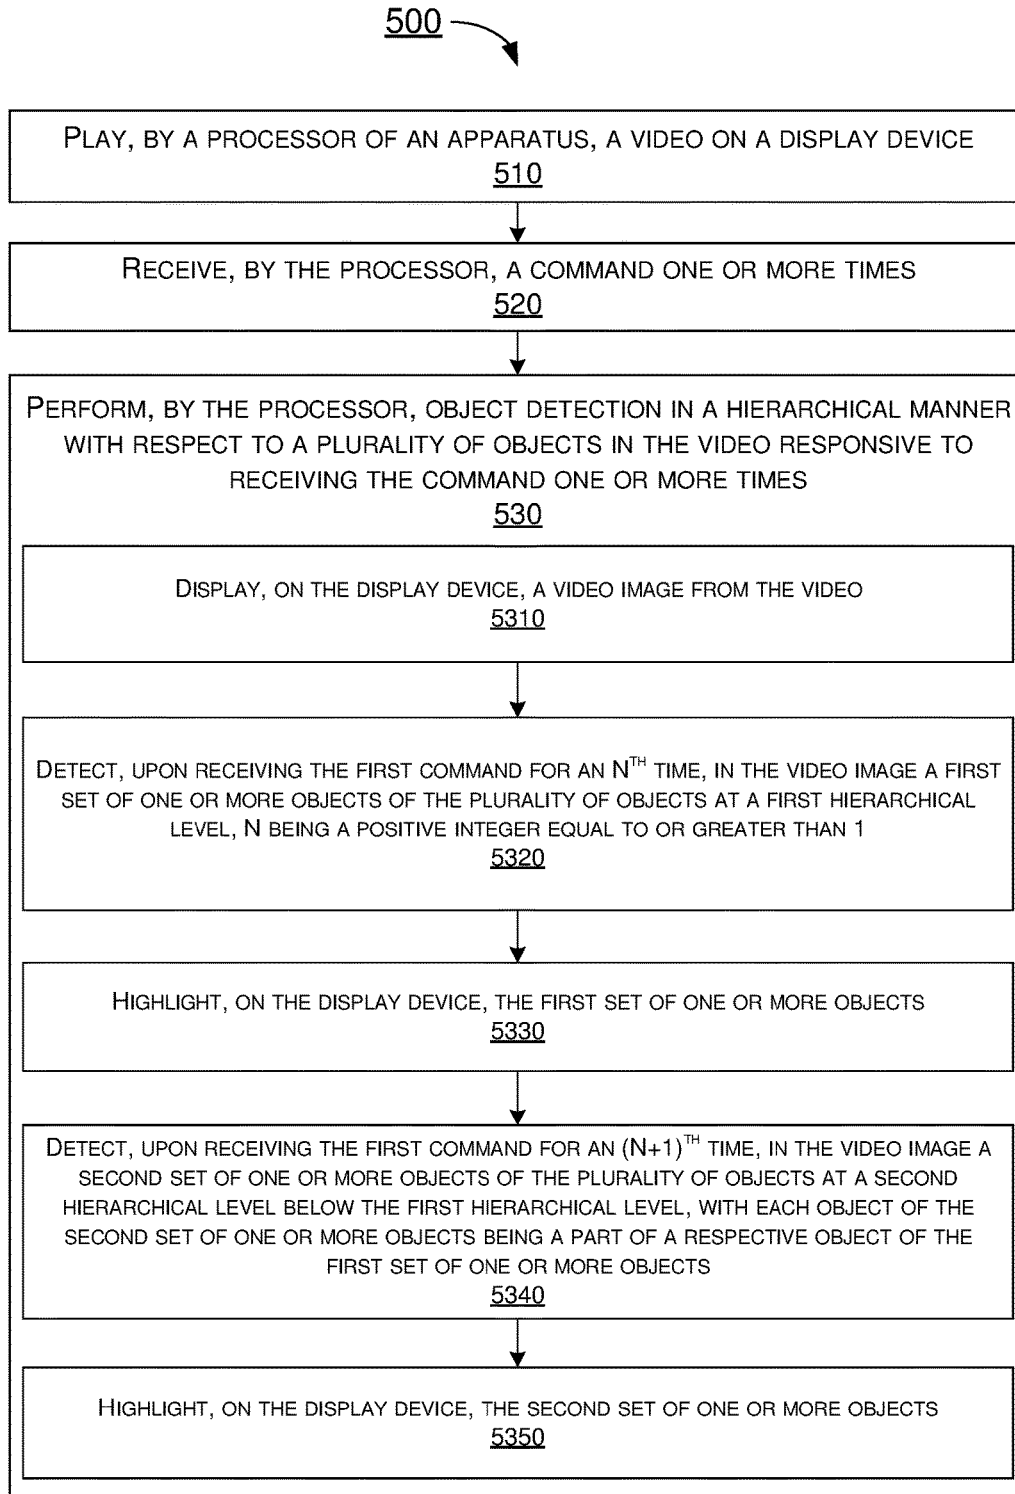 500
PLAY, BY A PROCESSOR OF AN APPARATUS, A VIDEO ON A DISPLAY DEVICE
510
RECEIVE, BY THE PROCESSOR, A COMMAND ONE OR MORE TIMES
520
PERFORM, BY THE PROCESSOR, OBJECT DETECTION IN A HIERARCHICAL MANNER
WITH RESPECT TO A PLURALITY OF OBJECTS IN THE VIDEO RESPONSIVE TO
RECEIVING THE COMMAND ONE OR MORE TIMES
530
DISPLAY, ON THE DISPLAY DEVICE, A VIDEO IMAGE FROM THE VIDEO
5310
DETECT, UPON RECEIVING THE FIRST COMMAND FOR AN NTH TIME, IN THE VIDEO IMAGE A FIRST
SET OF ONE OR MORE OBJECTS OF THE PLURALITY OF OBJECTS AT A FIRST HIERARCHICAL
LEVEL, N BEING A POSITIVE INTEGER EQUAL TO OR GREATER THAN 1
5320
HIGHLIGHT, ON THE DISPLAY DEVICE, THE FIRST SET OF ONE OR MORE OBJECTS
5330
DETECT, UPON RECEIVING THE FIRST COMMAND FOR AN (N+1)TH TIME, IN THE VIDEO IMAGE A
SECOND SET OF ONE OR MORE OBJECTS OF THE PLURALITY OF OBJECTS AT A SECOND
HIERARCHICAL LEVEL BELOW THE FIRST HIERARCHICAL LEVEL, WITH EACH OBJECT OF THE
SECOND SET OF ONE OR MORE OBJECTS BEING A PART OF A RESPECTIVE OBJECT OF THE
FIRST SET OF ONE OR MORE OBJECTS
5340
HIGHLIGHT, ON THE DISPLAY DEVICE, THE SECOND SET OF ONE OR MORE OBJECTS
5350